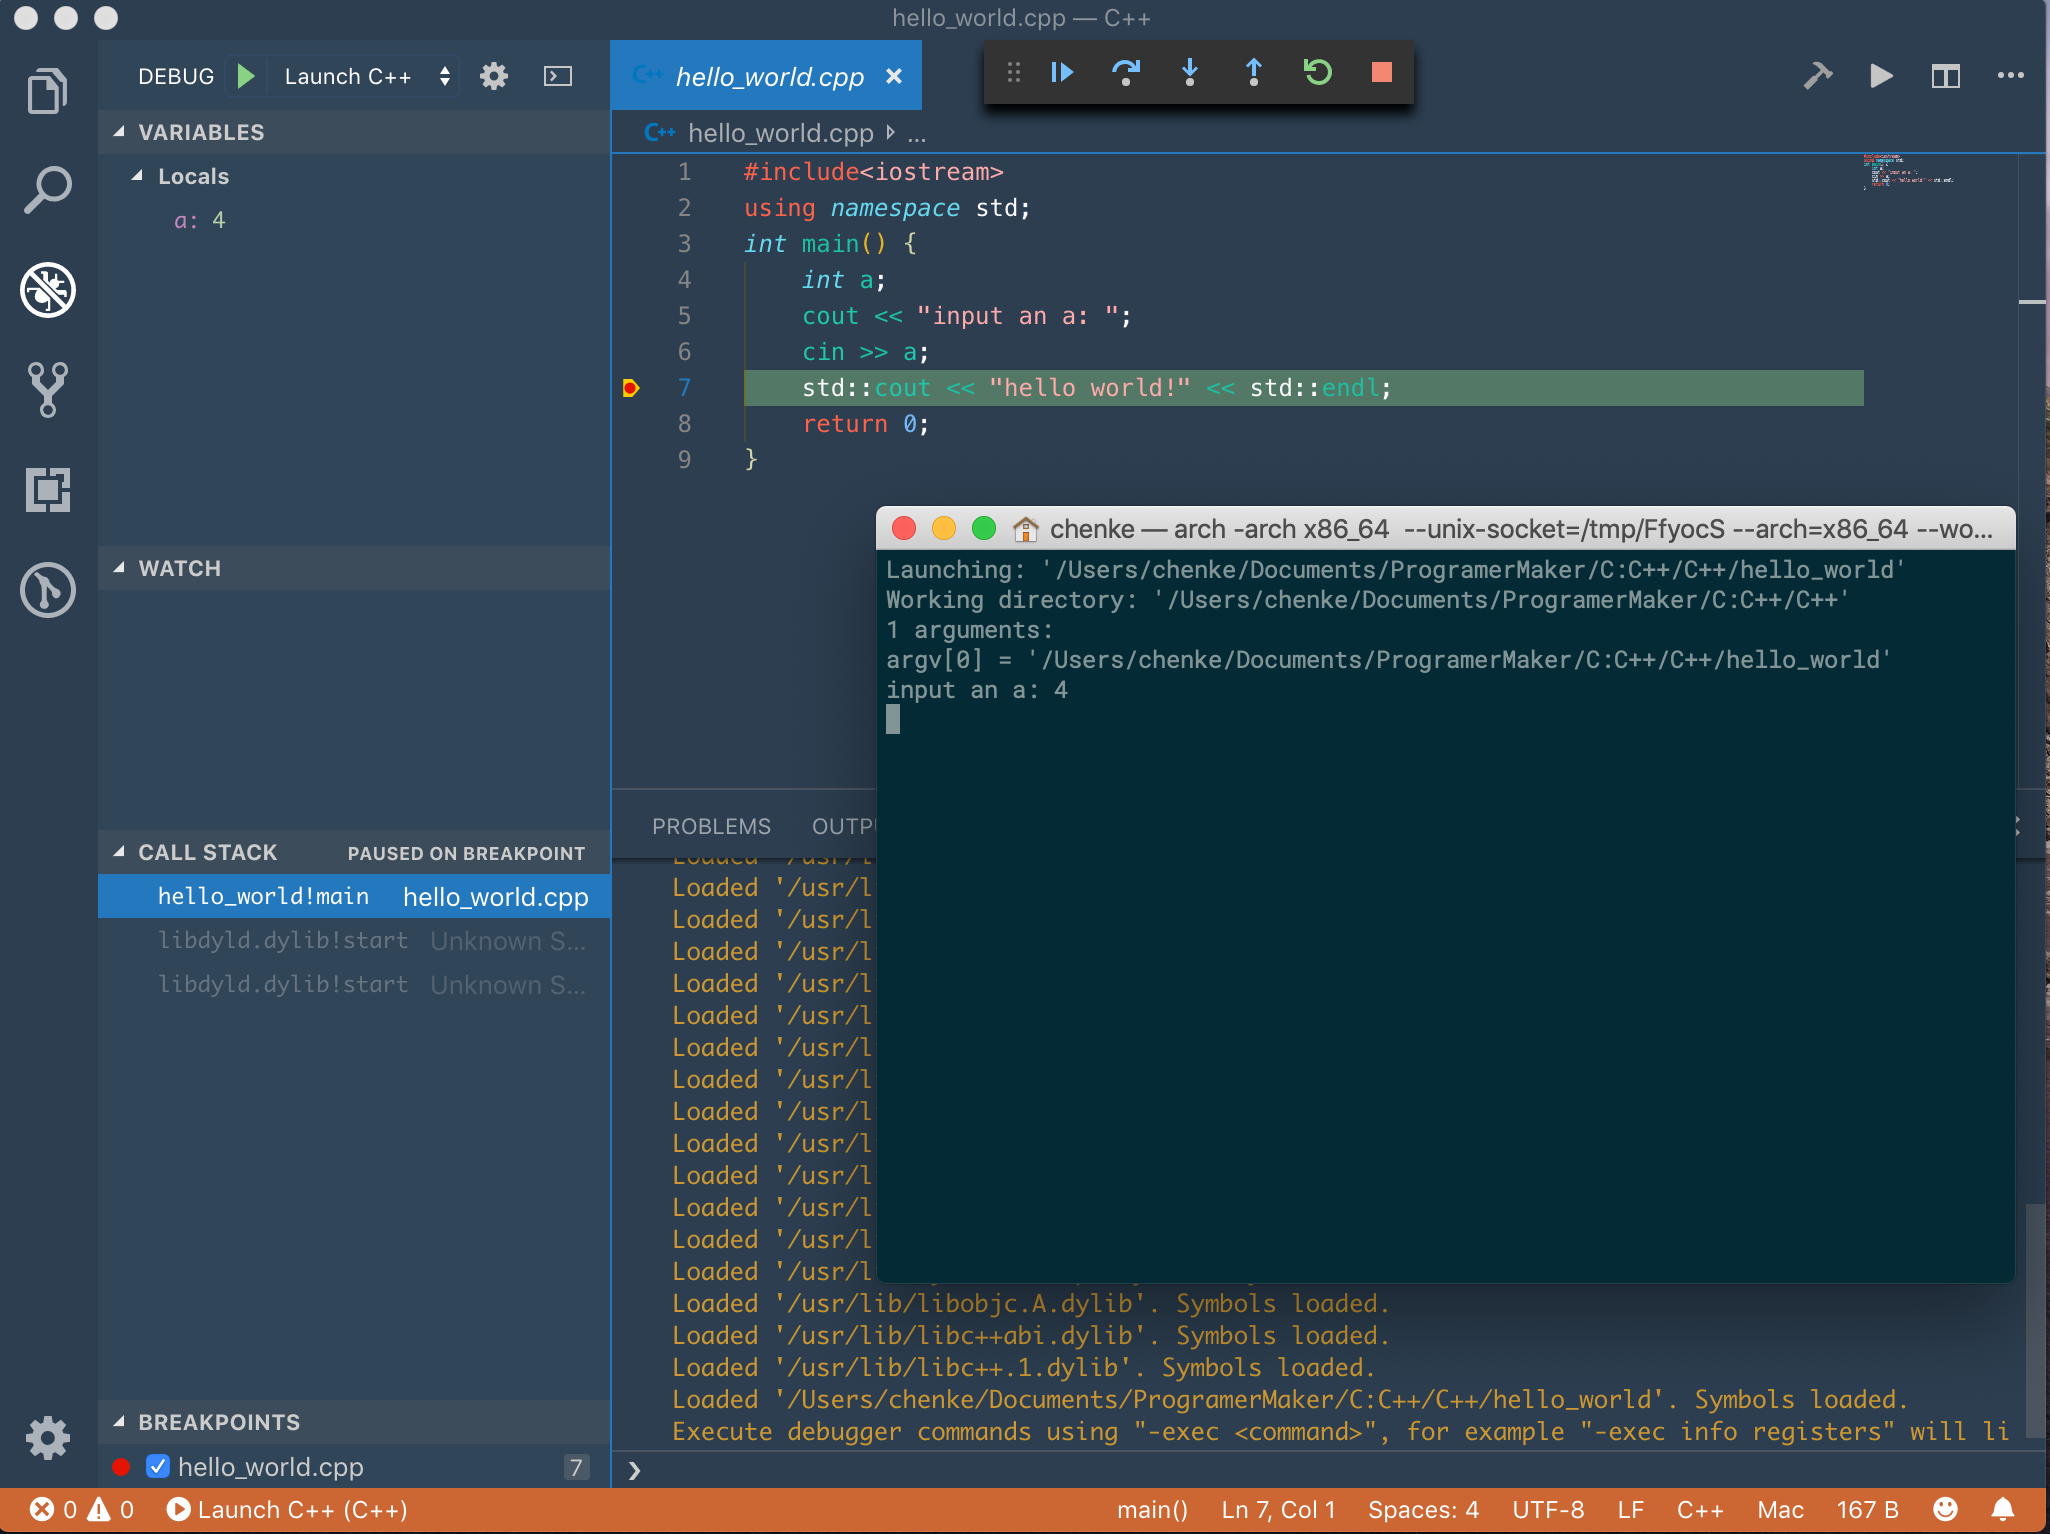 hello_world.cpp — C++
DEBUG Launch C++
VARIABLES
Locals
a: 4
WATCH
CALL STACK PAUSED ON BREAKPOINT
hello_world!main hello_world.cpp
libdyld.dylib!start Unknown S...
libdyld.dylib!start Unknown S...
BREAKPOINTS
hello_world.cpp 7
C++ hello_world.cpp
C++ hello_world.cpp ...
1 #include<iostream>
2 using namespace std;
3 int main() {
4 int a;
5 cout << "input an a: ";
6 cin >> a;
7 std::cout << "hello world!" << std::endl;
8 return 0;
9 }
chenke — arch -arch x86_64 --unix-socket=/tmp/FfyocS --arch=x86_64 --wo...
Launching: '/Users/chenke/Documents/ProgramerMaker/C:C++/C++/hello_world'
Working directory: '/Users/chenke/Documents/ProgramerMaker/C:C++/C++'
1 arguments:
argv[0] = '/Users/chenke/Documents/ProgramerMaker/C:C++/C++/hello_world'
input an a: 4
PROBLEMS OUTPU
Loaded '/usr/l
Loaded '/usr/l
Loaded '/usr/l
Loaded '/usr/l
Loaded '/usr/l
Loaded '/usr/l
Loaded '/usr/l
Loaded '/usr/l
Loaded '/usr/l
Loaded '/usr/l
Loaded '/usr/l
Loaded '/usr/l
Loaded '/usr/l
Loaded '/usr/l
Loaded '/usr/lib/libobjc.A.dylib'. Symbols loaded.
Loaded '/usr/lib/libc++abi.dylib'. Symbols loaded.
Loaded '/usr/lib/libc++.1.dylib'. Symbols loaded.
Loaded '/Users/chenke/Documents/ProgramerMaker/C:C++/C++/hello_world'. Symbols loaded.
Execute debugger commands using "-exec <command>", for example "-exec info registers" will li
0 0 Launch C++ (C++) main() Ln 7, Col 1 Spaces: 4 UTF-8 LF C++ Mac 167 B